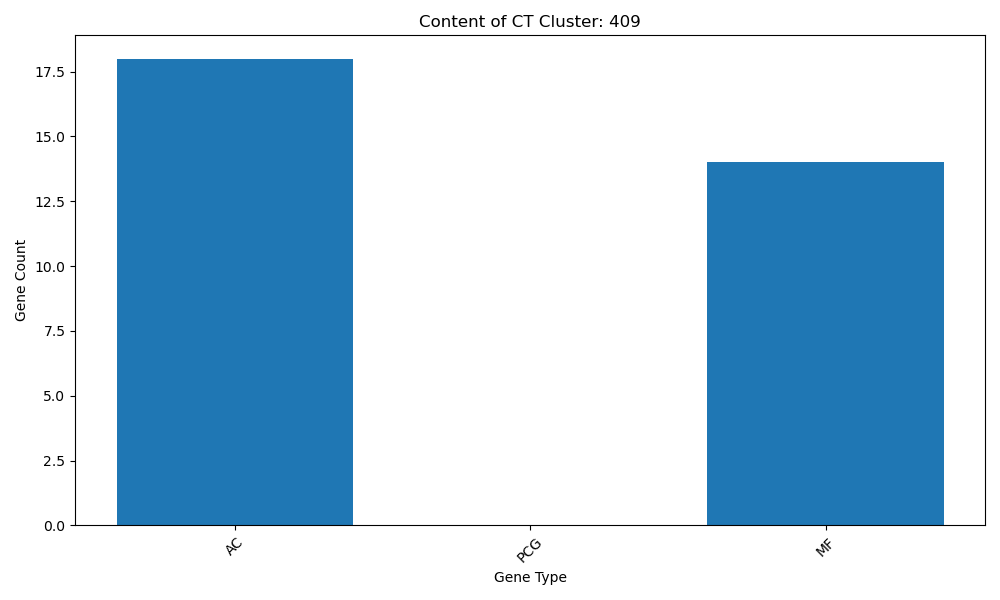 Content of CT Cluster: 409
Gene Count
17.5
15.0
12.5
10.0
7.5
5.0
2.5
0.0
AC
PCG
MF
Gene Type